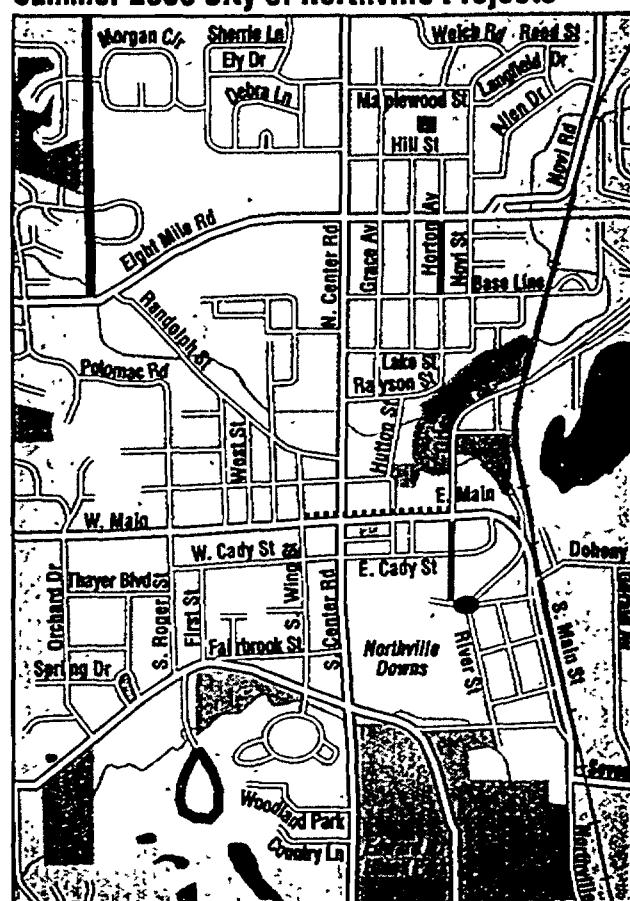 Summer 2008 City of Northville Projects
Morgan Cir
Sherrie Ln
Welch Rd
Reed St
Ely Dr
Langfield Dr
Debra Ln
Maplewood St
Allen Dr
Hill St
Novi Rd
Eight Mile Rd
N. Center Rd
Grace Av
Horton Av
Novi St
Base Line
Randolph St
Lake St
Rayson St
Potomac Rd
Hutton St
West St
E. Main
W. Main
W. Cady St
E. Cady St
Doheny
Thayer Blvd
Orchard Dr
S. Roger St
First St
S. Wing
S. Center Rd
Northville
Downs
River St
S. Main St
Fairbrook St
Spring Dr
Woodland Park
Country Ln
Northville